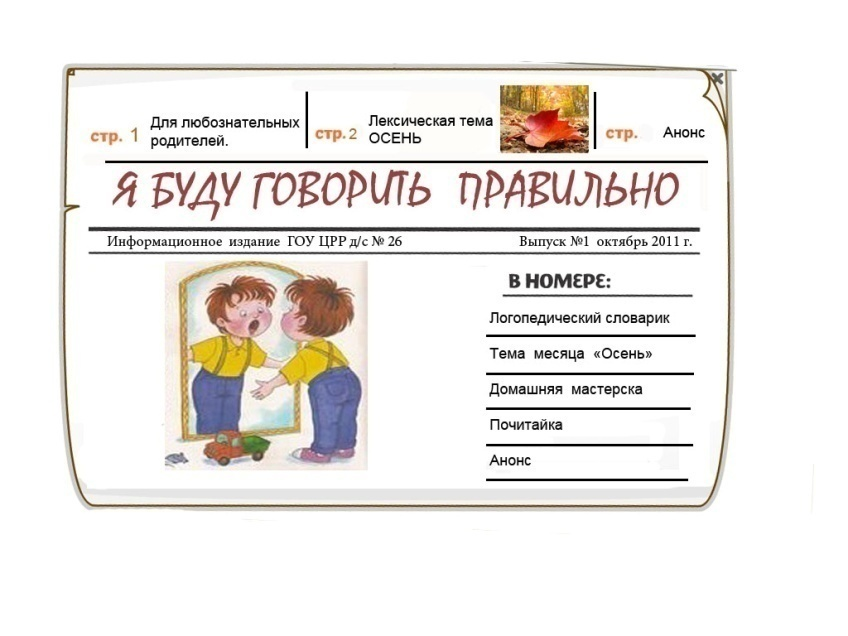 стр. 1 Для любознательных
родителей.
стр. 2 Лексическая тема
ОСЕНЬ
стр. Анонс
Я БУДУ ГОВОРИТЬ ПРАВИЛЬНО
Информационное издание ГОУ ЦРР д/с № 26
Выпуск №1 октябрь 2011 г.
В НОМЕРЕ:
Логопедический словарик
Тема месяца «Осень»
Домашняя мастерска
Почитайка
Анонс